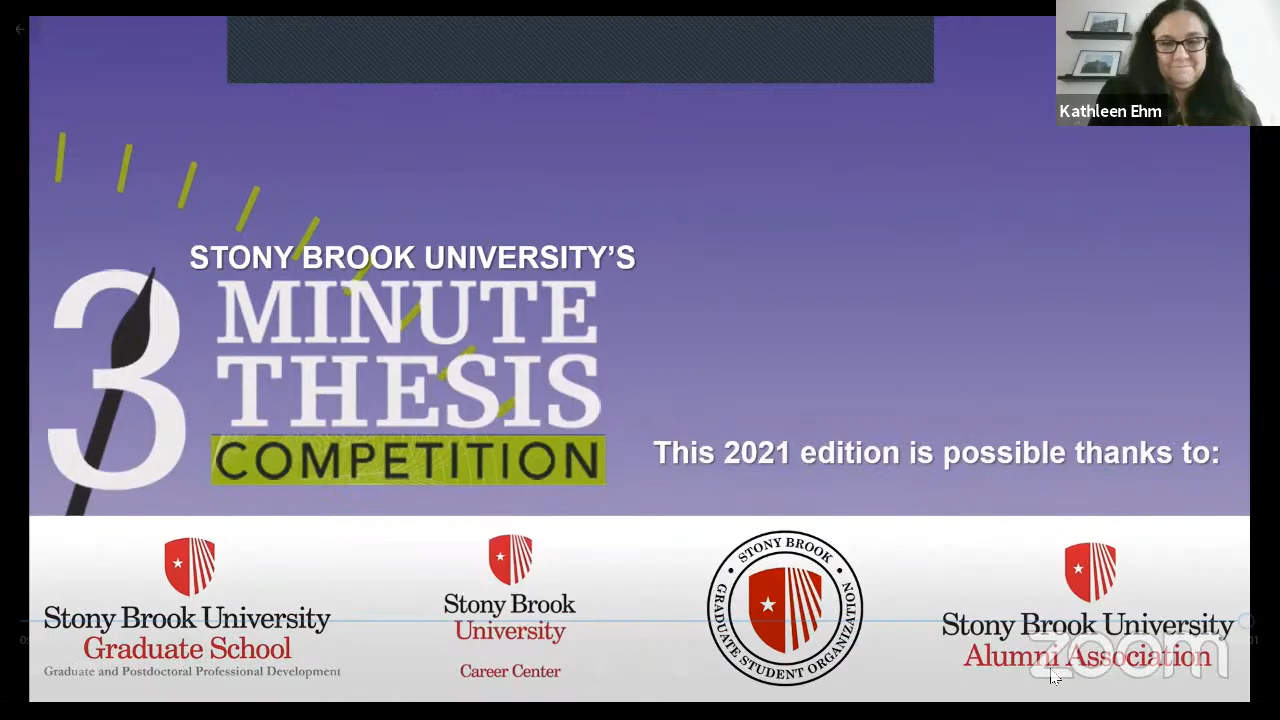 Kathleen Ehm
STONY BROOK UNIVERSITY'S
3 MINUTE
THESIS
COMPETITION
This 2021 edition is possible thanks to:
Stony Brook University
Graduate School
Graduate and Postdoctoral Professional Development
Stony Brook
University
Career Center
STONY BROOK
GRADUATE STUDENT ORGANIZATION
Stony Brook University
Alumni Association
zoom